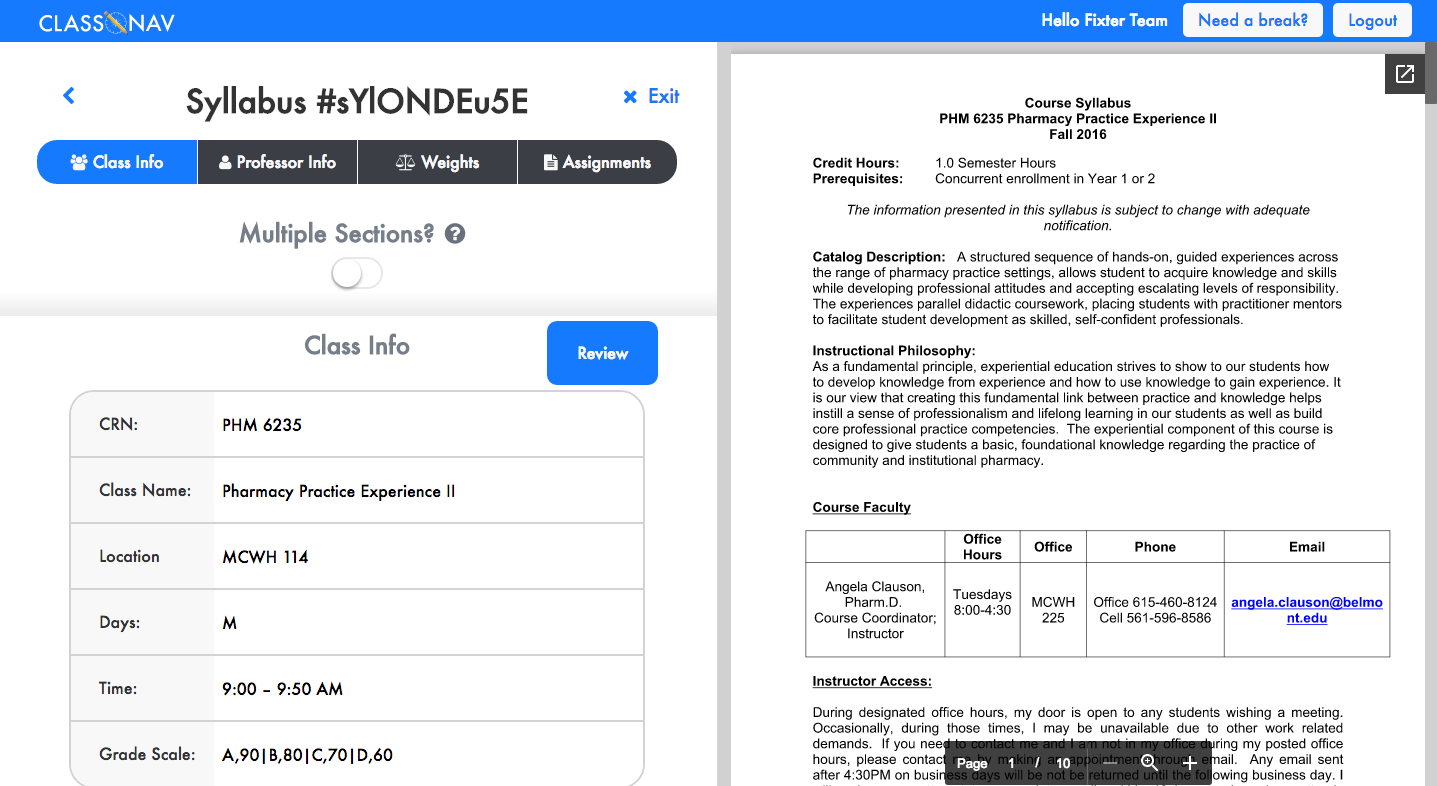 CLASS NAV
Hello Fixter Team
Need a break?
Logout
Syllabus #sYlONDEu5E
Exit
Class Info
Professor Info
Weights
Assignments
Multiple Sections?
Class Info
Review
CRN: PHM 6235
Class Name: Pharmacy Practice Experience II
Location MCWH 114
Days: M
Time: 9:00 – 9:50 AM
Grade Scale: A,90|B,80|C,70|D,60
Course Syllabus
PHM 6235 Pharmacy Practice Experience II
Fall 2016
Credit Hours: 1.0 Semester Hours
Prerequisites: Concurrent enrollment in Year 1 or 2
The information presented in this syllabus is subject to change with adequate
notification.
Catalog Description: A structured sequence of hands-on, guided experiences across
the range of pharmacy practice settings, allows student to acquire knowledge and skills
while developing professional attitudes and accepting escalating levels of responsibility.
The experiences parallel didactic coursework, placing students with practitioner mentors
to facilitate student development as skilled, self-confident professionals.
Instructional Philosophy:
As a fundamental principle, experiential education strives to show to our students how
to develop knowledge from experience and how to use knowledge to gain experience. It
is our view that creating this fundamental link between practice and knowledge helps
instill a sense of professionalism and lifelong learning in our students as well as build
core professional practice competencies. The experiential component of this course is
designed to give students a basic, foundational knowledge regarding the practice of
community and institutional pharmacy.
Course Faculty
Office
Hours
Office
Phone
Email
Angela Clauson,
Pharm.D.
Course Coordinator;
Instructor
Tuesdays
8:00-4:30
MCWH
225
Office 615-460-8124
Cell 561-596-8586
angela.clauson@belmo
nt.edu
Instructor Access:
During designated office hours, my door is open to any students wishing a meeting.
Occasionally, during those times, I may be unavailable due to other work related
demands. If you need to contact me and I am not in my office during my posted office
hours, please contact me by making an appointment through email. Any email sent
after 4:30PM on business days will not be returned until the following business day. I
Page 1 / 10